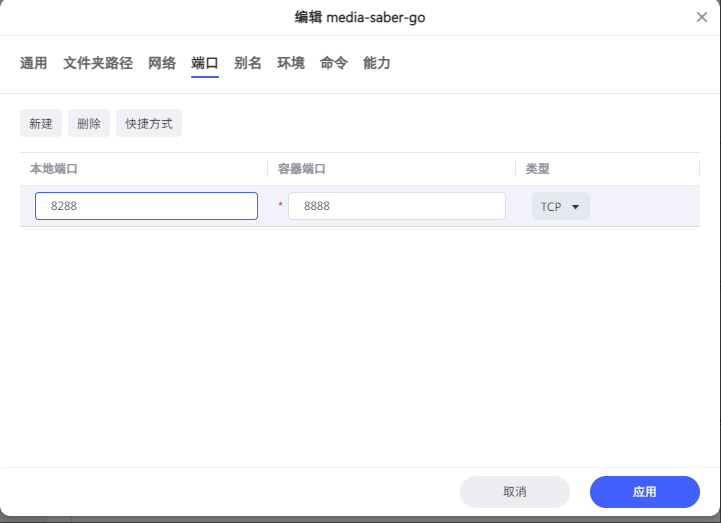 编辑 media-saber-go
通用 文件夹路径 网络 端口 别名 环境 命令 能力
新建 删除 快捷方式
本地端口 容器端口 类型
8288 * 8888 TCP
取消 应用